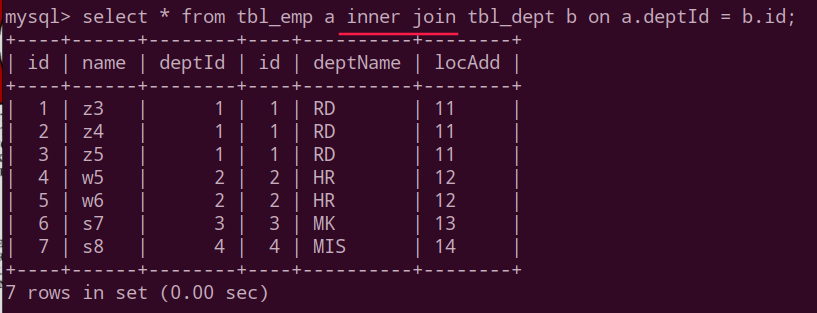 mysql> select * from tbl_emp a inner join tbl_dept b on a.deptId = b.id;
+----+------+--------+----+----------+--------+
| id | name | deptId | id | deptName | locAdd |
+----+------+--------+----+----------+--------+
|  1 | z3   |      1 |  1 | RD       | 11     |
|  2 | z4   |      1 |  1 | RD       | 11     |
|  3 | z5   |      1 |  1 | RD       | 11     |
|  4 | w5   |      2 |  2 | HR       | 12     |
|  5 | w6   |      2 |  2 | HR       | 12     |
|  6 | s7   |      3 |  3 | MK       | 13     |
|  7 | s8   |      4 |  4 | MIS      | 14     |
+----+------+--------+----+----------+--------+
7 rows in set (0.00 sec)